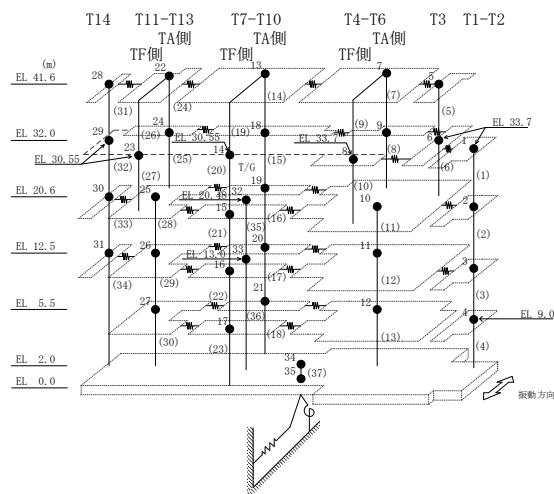 T14 T11−T13 T7−T10 T4−T6 T3 T1−T2
TA側 TA側 TA側
TF側 TF側 TF側
(m)
22 13 7
EL 41.6 28 5
(31) (24) (14) (7) (5)
EL 32.0 29 24 (26) (19) 18 (9) 9 6 EL 33.7 1
EL 30.55 23 (25) EL 30.55 14 (15) EL 33.7 8 (8) (6) (1)
(32) (27) (20) T/G (10)
EL 20.6 30 25 EL 20.48 32 19 10 2
(33) (28) 15 (35) (16) (11) (2)
EL 12.5 31 26 (21) EL 13.0 33 20 11 3
(34) (29) 16 (17) (12) (3)
EL 5.5 27 (22) 21 12 4 EL 9.0
(30) 17 (36) (18) (13) (4)
EL 2.0 (23) 34
EL 0.0 35 (37)
振動方向